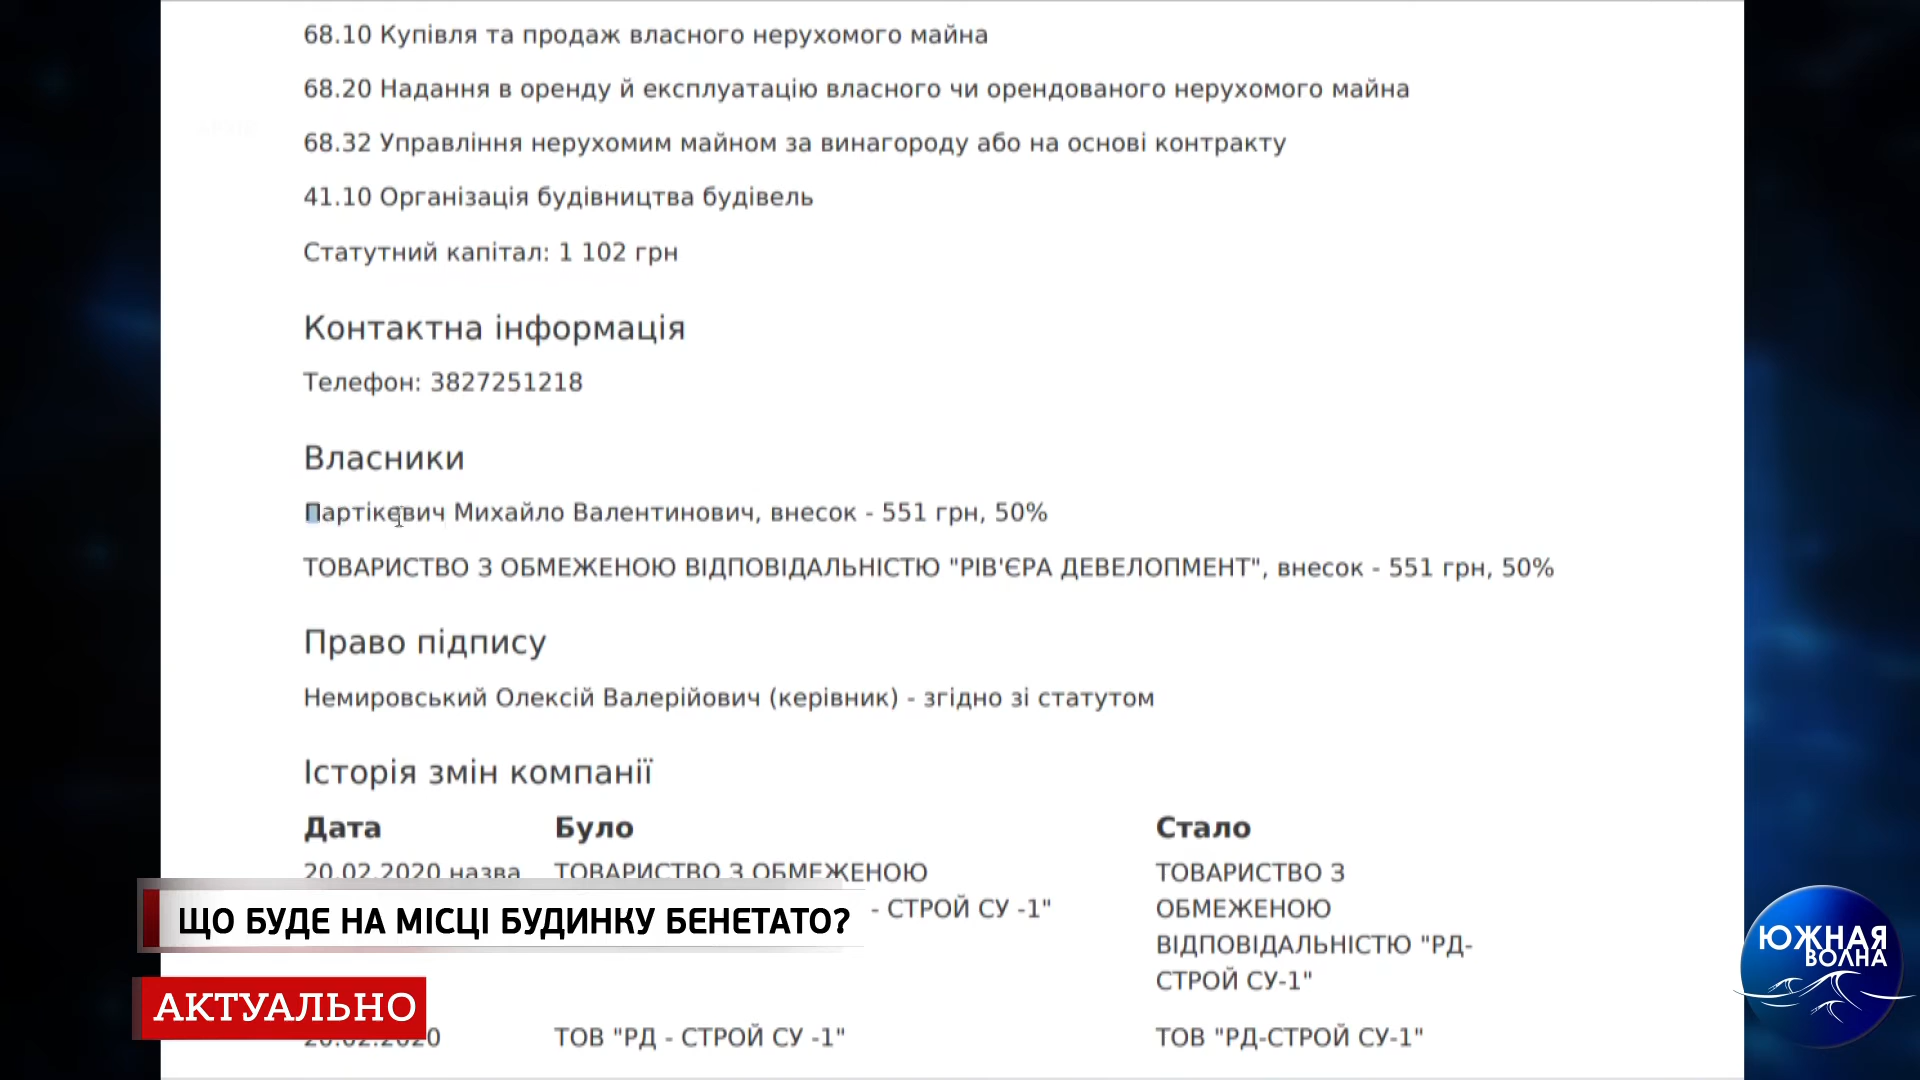 68.10 Купівля та продаж власного нерухомого майна
68.20 Надання в оренду й експлуатацію власного чи орендованого нерухомого майна
68.32 Управління нерухомим майном за винагороду або на основі контракту
41.10 Організація будівництва будівель
Статутний капітал: 1 102 грн
Контактна інформація
Телефон: 3827251218
Власники
Партікевич Михайло Валентинович, внесок - 551 грн, 50%
ТОВАРИСТВО З ОБМЕЖЕНОЮ ВІДПОВІДАЛЬНІСТЮ "РІВ'ЄРА ДЕВЕЛОПМЕНТ", внесок - 551 грн, 50%
Право підпису
Немировський Олексій Валерійович (керівник) - згідно зі статутом
Історія змін компанії
Дата Було Стало
20.02.2020 назва ТОВАРИСТВО З ОБМЕЖЕНОЮ ТОВАРИСТВО З
- СТРОЙ СУ -1" ОБМЕЖЕНОЮ
ВІДПОВІДАЛЬНІСТЮ "РД-
СТРОЙ СУ-1"
20.02.2020 ТОВ "РД - СТРОЙ СУ -1" ТОВ "РД-СТРОЙ СУ-1"
ЩО БУДЕ НА МІСЦІ БУДИНКУ БЕНЕТАТО?
АКТУАЛЬНО
ЮЖНАЯ
ВОЛНА